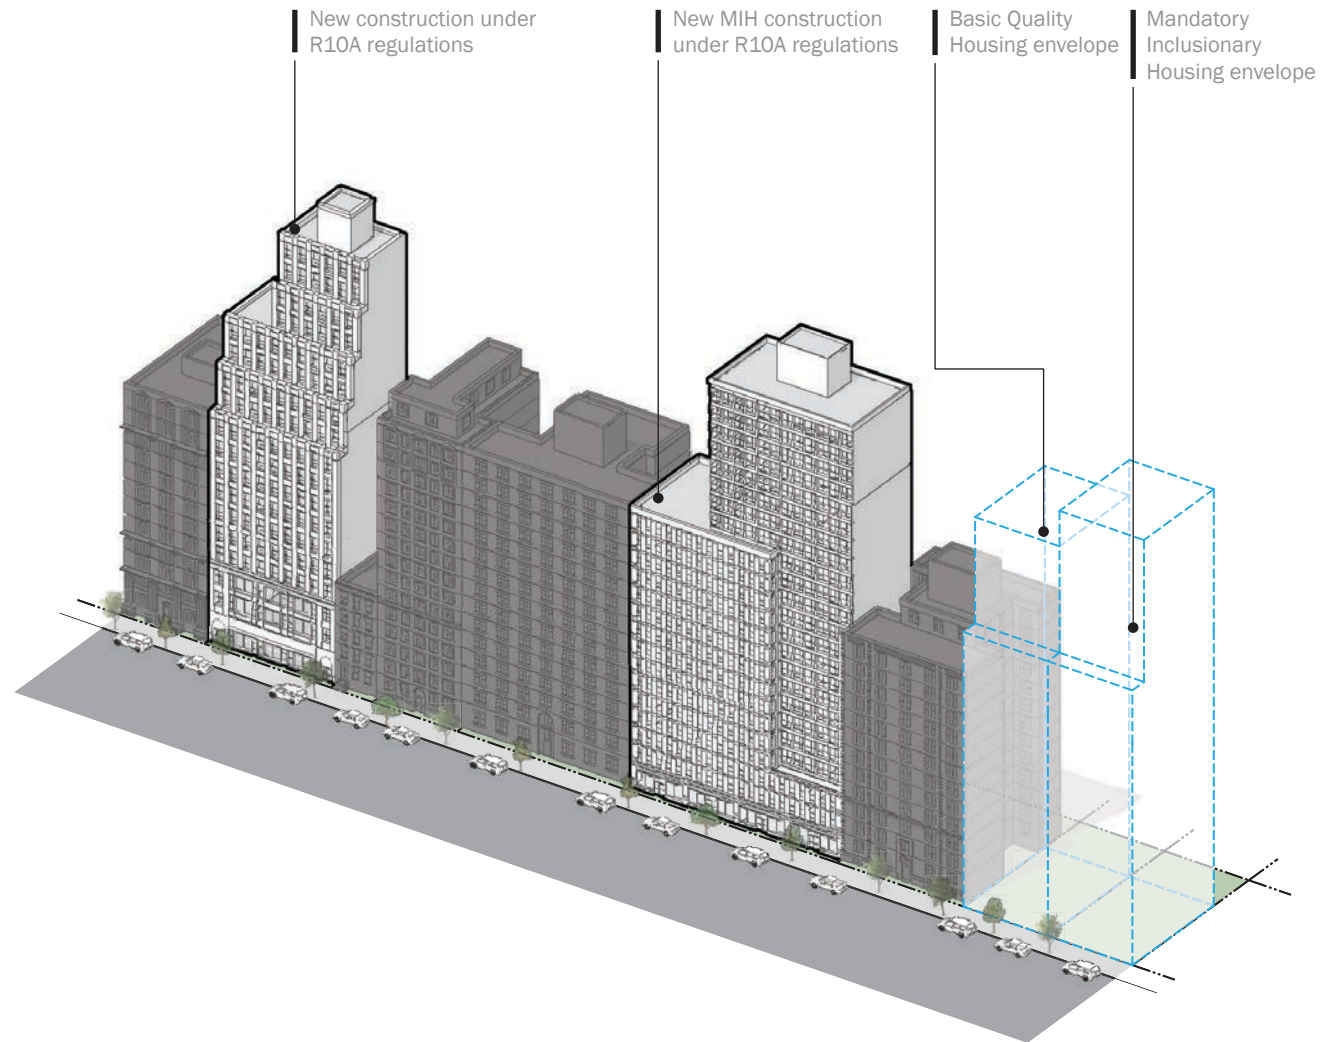 New construction under
R10A regulations
New MIH construction
under R10A regulations
Basic Quality
Housing envelope
Mandatory
Inclusionary
Housing envelope